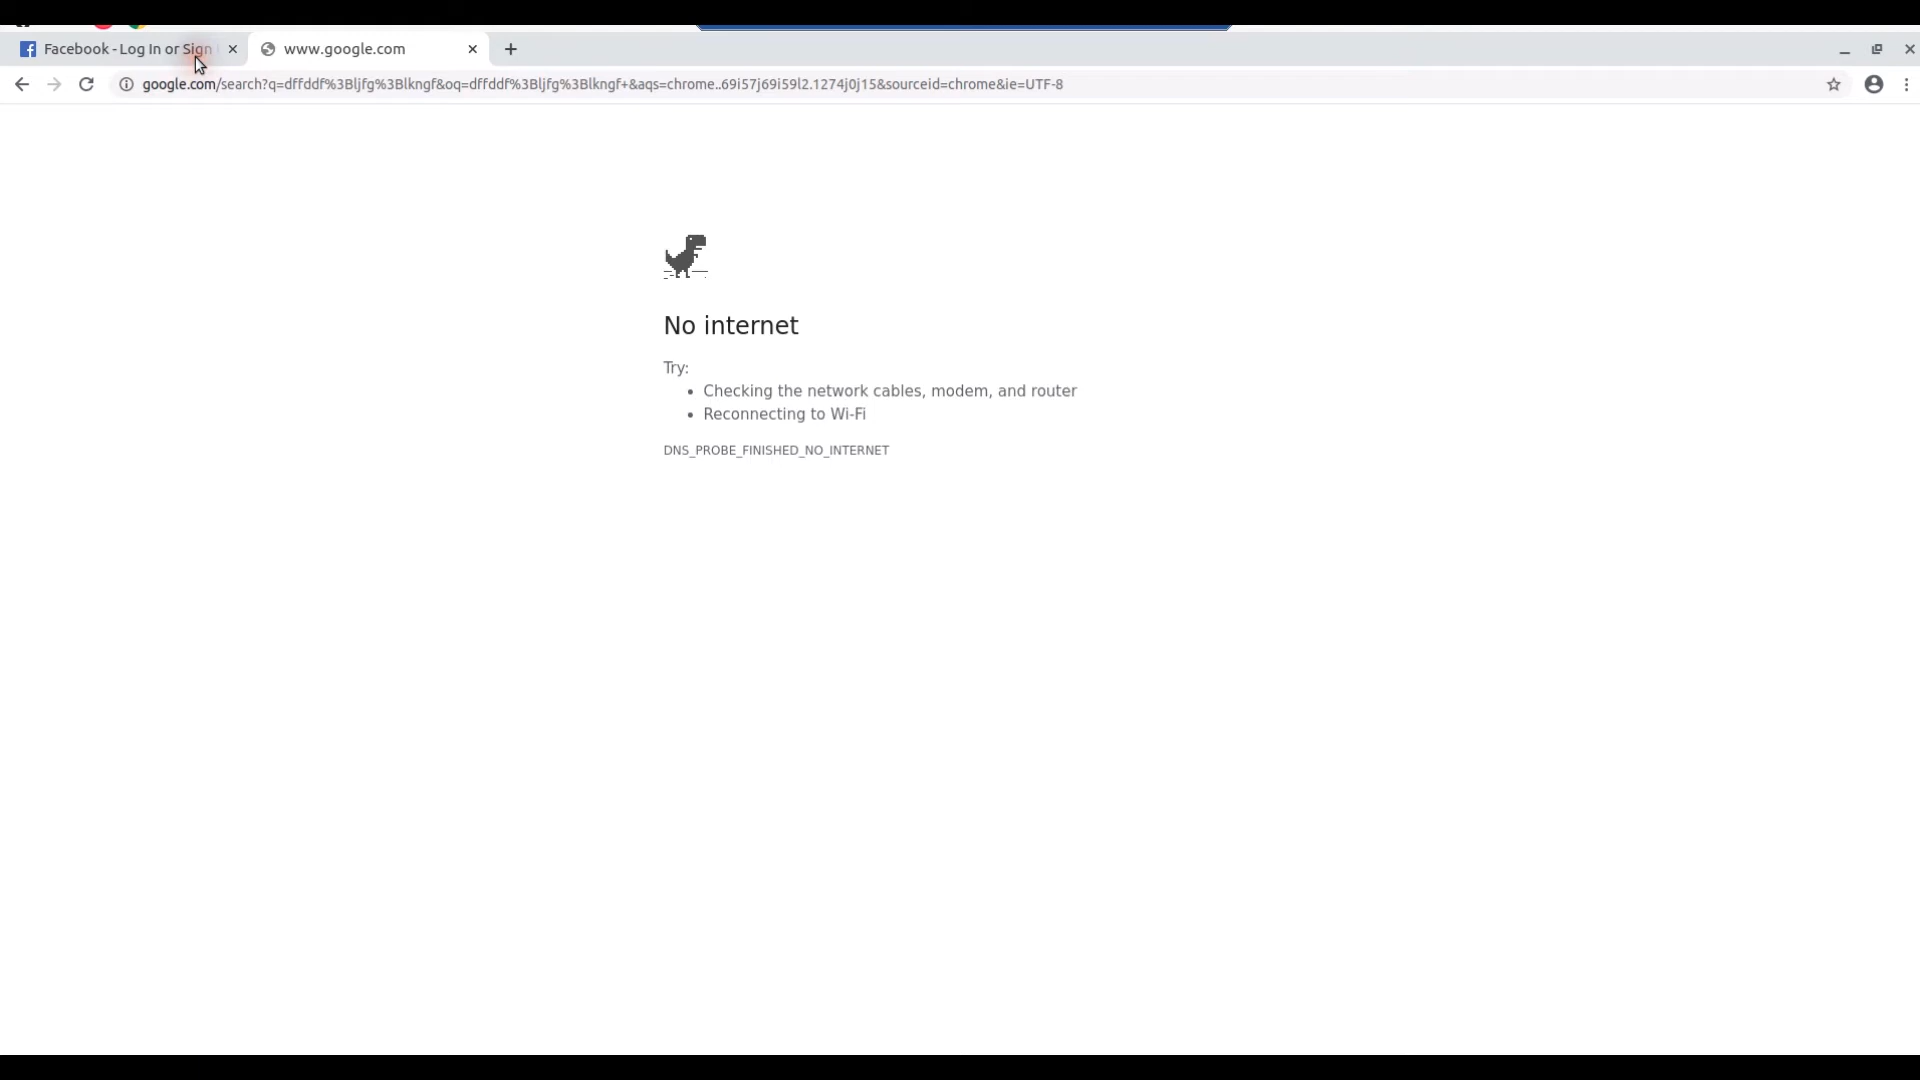 Facebook - Log In or Sign
www.google.com
google.com/search?q=dffddf%3Bljfg%3Blkngf&oq=dffddf%3Bljfg%3Blkngf+&aqs=chrome..69i57j69i59l2.1274j0j15&sourceid=chrome&ie=UTF-8
No internet
Try:
• Checking the network cables, modem, and router
• Reconnecting to Wi-Fi
DNS_PROBE_FINISHED_NO_INTERNET